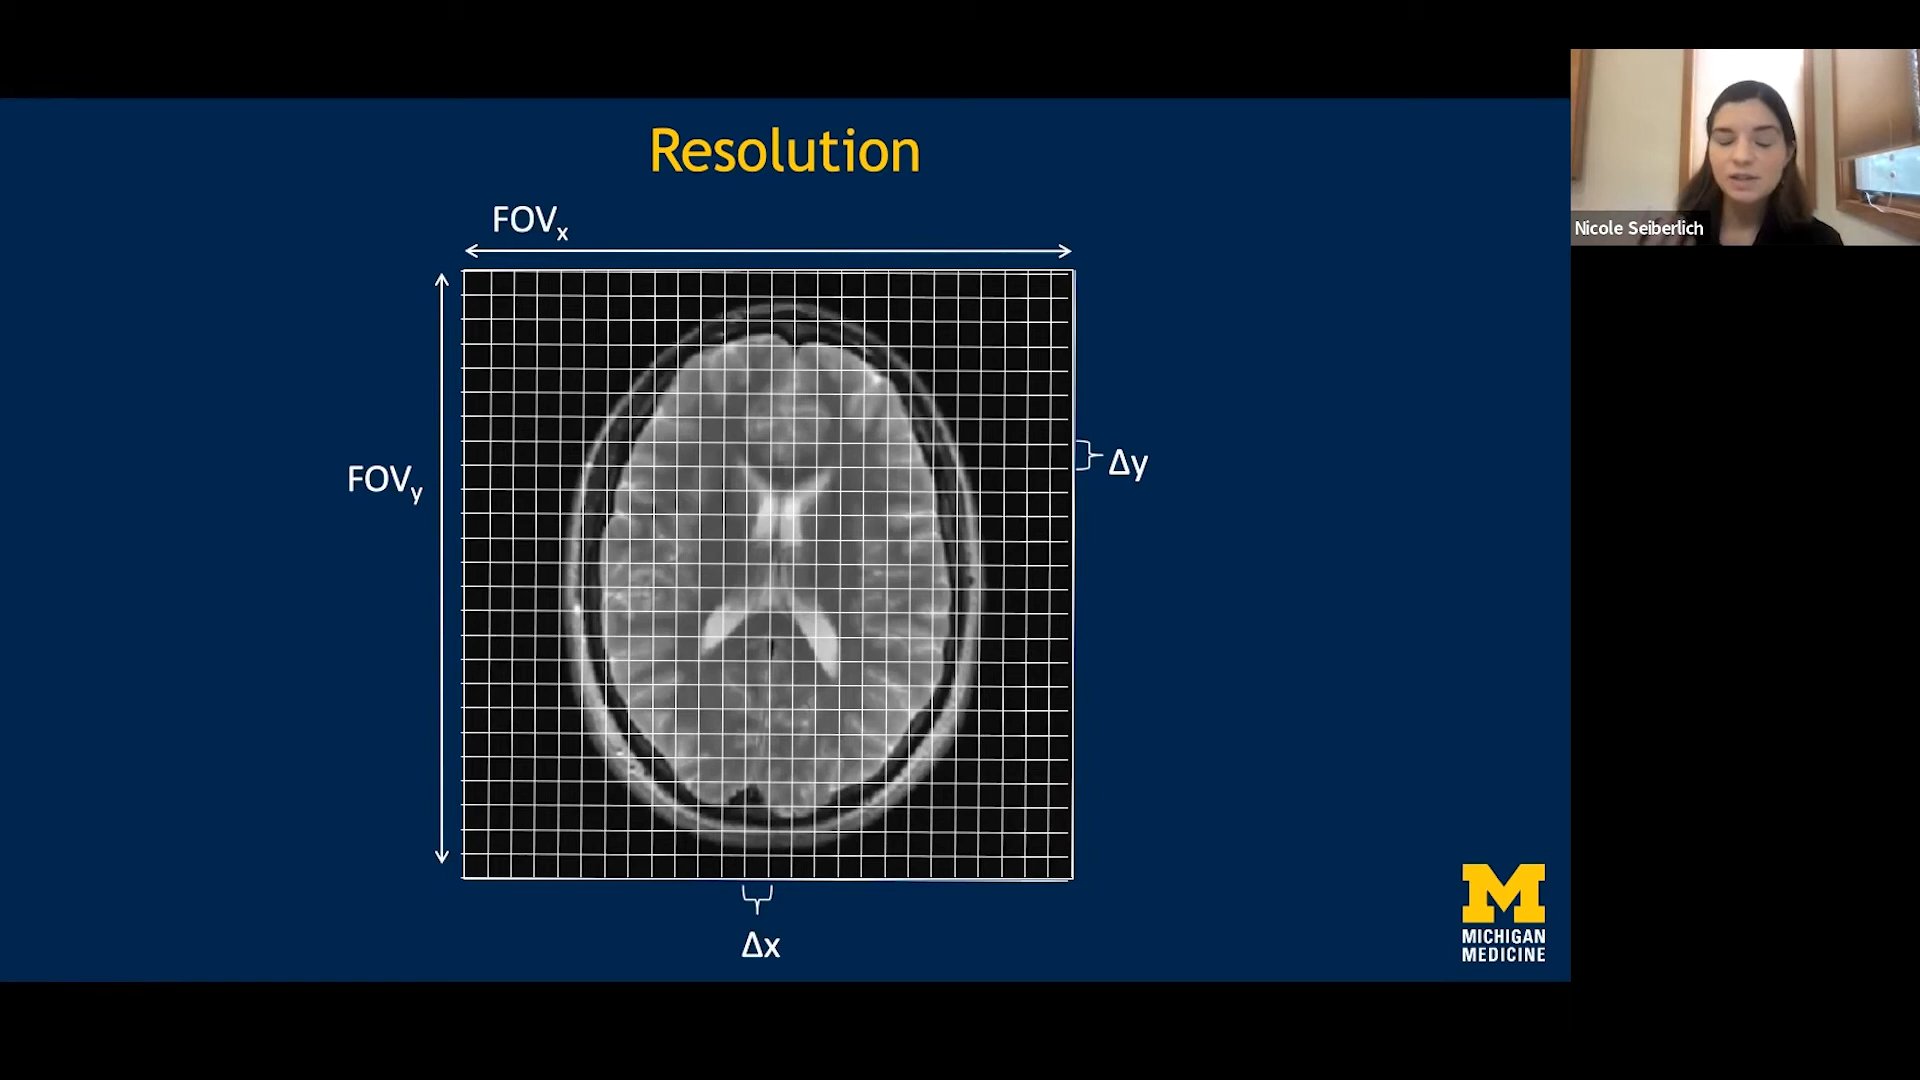 Resolution
FOVx
FOVy
Δy
Δx
Nicole Seiberlich
M
MICHIGAN
MEDICINE